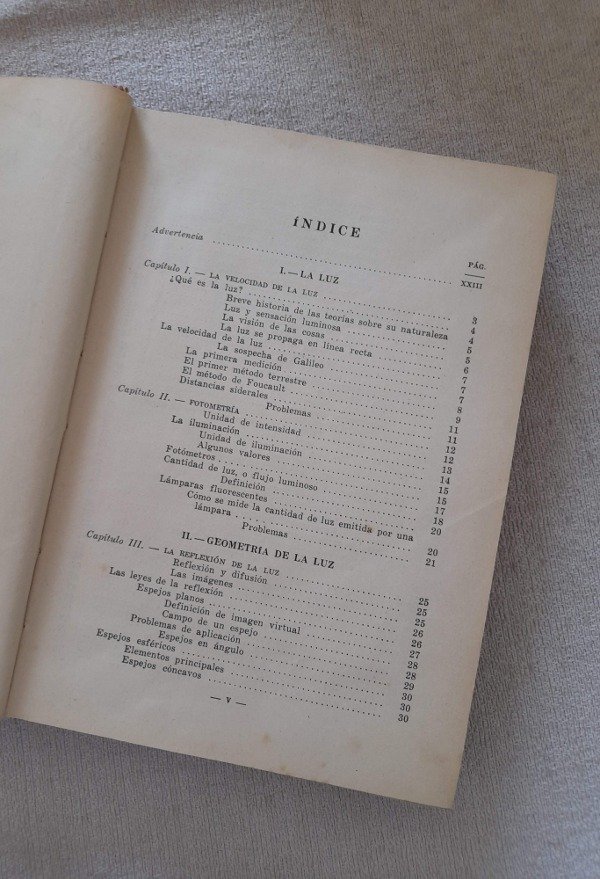 ÍNDICE
PÁG.
Advertencia ........ XXIII
I. — LA LUZ
Capítulo I. — LA VELOCIDAD DE LA LUZ ........ 3
¿Qué es la luz? ........ 4
Breve historia de las teorías sobre su naturaleza 4
Luz y sensación luminosa ........ 5
La visión de las cosas ........ 5
La luz se propaga en línea recta ........ 6
La velocidad de la luz ........ 7
La sospecha de Galileo ........ 7
La primera medición ........ 7
El primer método terrestre ........ 8
El método de Foucault ........ 9
Distancias siderales ........ 11
Problemas ........ 11
Capítulo II. — FOTOMETRÍA ........ 12
Unidad de intensidad ........ 12
La iluminación ........ 13
Unidad de iluminación ........ 14
Algunos valores ........ 15
Fotómetros ........ 15
Cantidad de luz, o flujo luminoso ........ 17
Definición ........ 18
Lámparas fluorescentes ........ 20
Cómo se mide la cantidad de luz emitida por una
lámpara ........ 20
Problemas ........ 21
II. — GEOMETRÍA DE LA LUZ
Capítulo III. — LA REFLEXIÓN DE LA LUZ ........ 25
Reflexión y difusión ........ 25
Las imágenes ........ 25
Las leyes de la reflexión ........ 26
Espejos planos ........ 26
Definición de imagen virtual ........ 27
Campo de un espejo ........ 28
Problemas de aplicación ........ 28
Espejos en ángulo ........ 29
Espejos esféricos ........ 30
Elementos principales ........ 30
Espejos cóncavos ........ 30
— V —